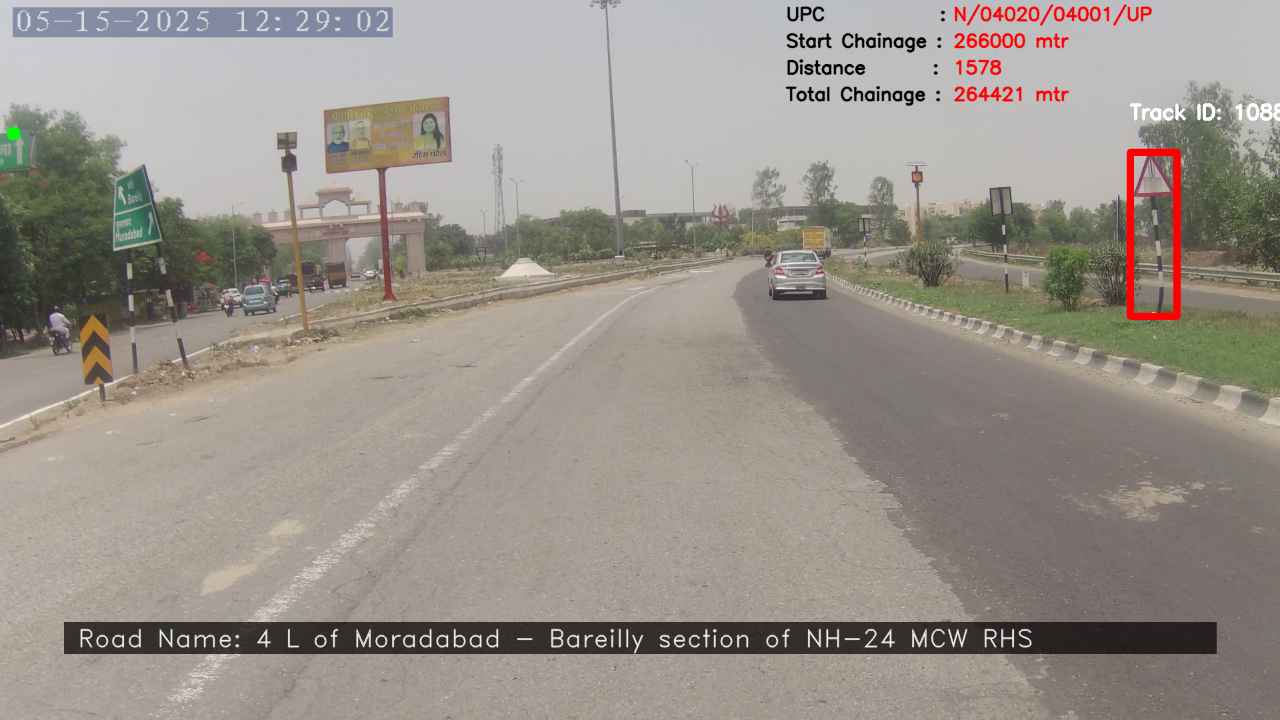 05-15-2025 12:29:02
UPC : N/04020/04001/UP
Start Chainage : 266000 mtr
Distance : 1578
Total Chainage : 264421 mtr
Track ID: 1088
Moradabad
Road Name: 4 L of Moradabad - Bareilly section of NH-24 MCW RHS